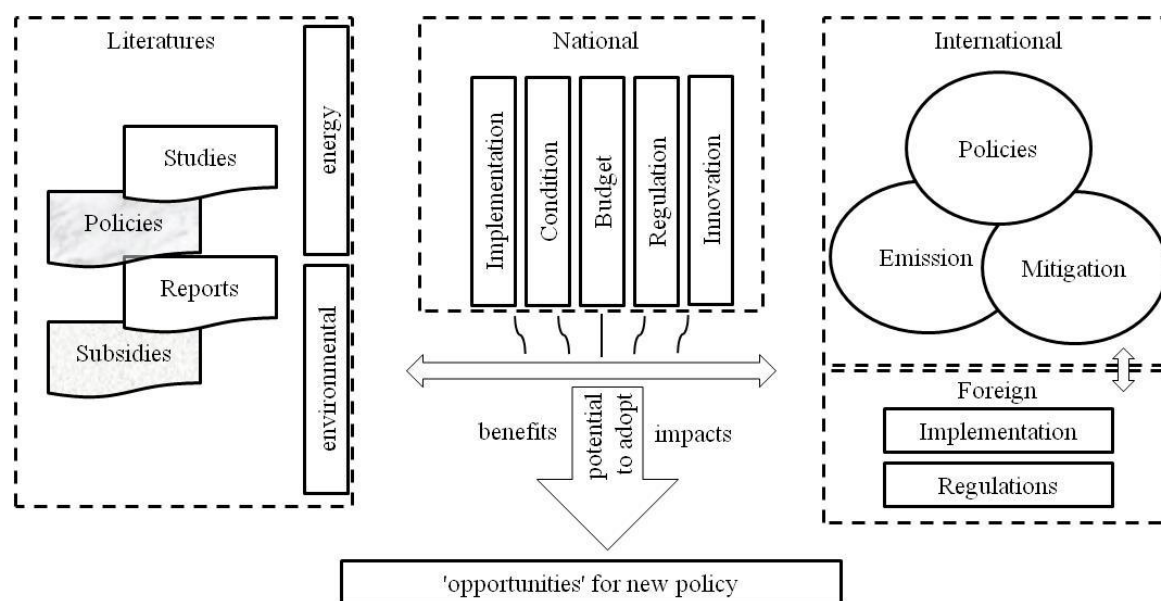 Literatures
Studies
Policies
Reports
Subsidies
energy
environmental
National
Implementation
Condition
Budget
Regulation
Innovation
benefits
potential
to adopt
impacts
International
Policies
Emission
Mitigation
Foreign
Implementation
Regulations
'opportunities' for new policy